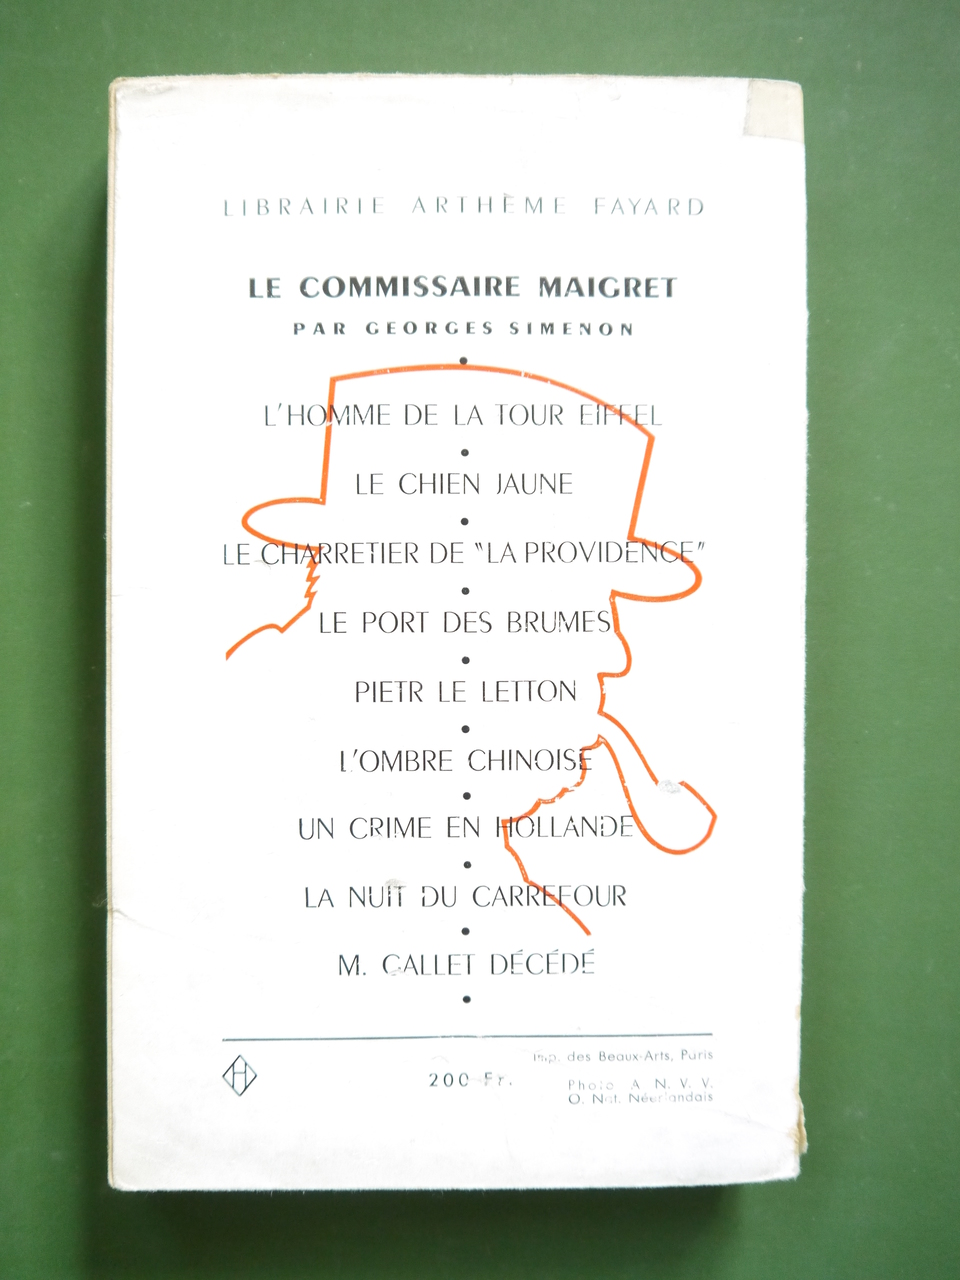 LIBRAIRIE ARTHÈME FAYARD
LE COMMISSAIRE MAIGRET
PAR GEORGES SIMENON
L'HOMME DE LA TOUR EIFFEL
LE CHIEN JAUNE
LE CHARRETIER DE "LA PROVIDENCE"
LE PORT DES BRUMES
PIETR LE LETTON
L'OMBRE CHINOISE
UN CRIME EN HOLLANDE
LA NUIT DU CARREFOUR
M. GALLET DÉCÉDÉ
Imp. des Beaux-Arts, Paris
200 Fr.
Photo A. N. V. V.
O. Nat. Néerlandais